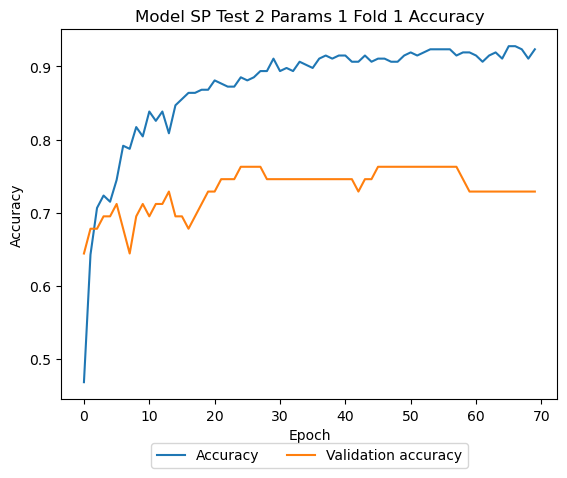 Model SP Test 2 Params 1 Fold 1 Accuracy
Accuracy
0.9
0.8
0.7
0.6
0.5
0 10 20 30 40 50 60 70
Epoch
Accuracy Validation accuracy